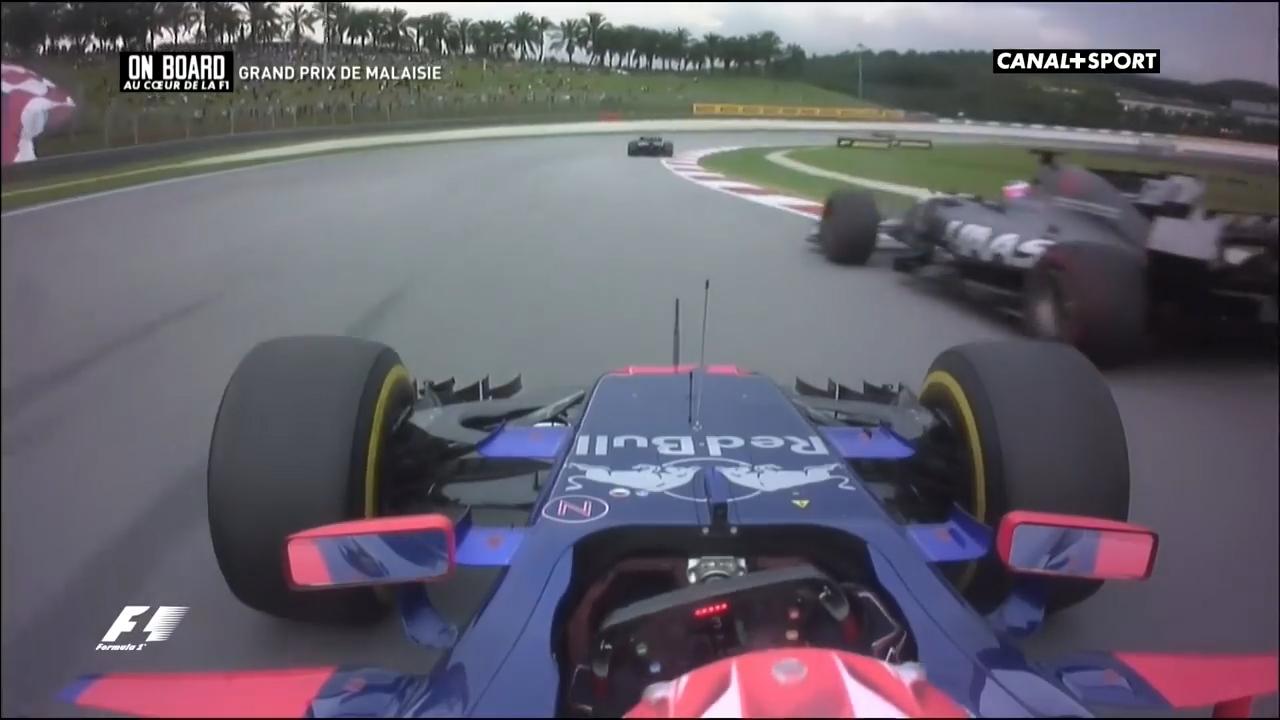 ON BOARD
AU CŒUR DE LA F1
GRAND PRIX DE MALAISIE
CANAL+SPORT
HAAS
Red Bull
F1
Formula 1